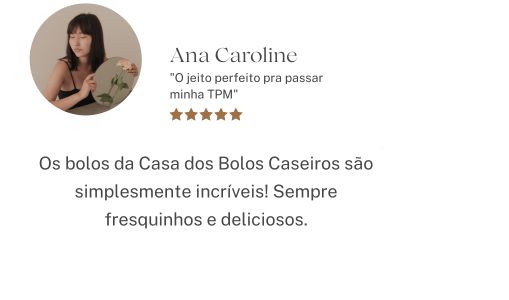 Ana Caroline
"O jeito perfeito pra passar
minha TPM"
Os bolos da Casa dos Bolos Caseiros são
simplesmente incríveis! Sempre
fresquinhos e deliciosos.